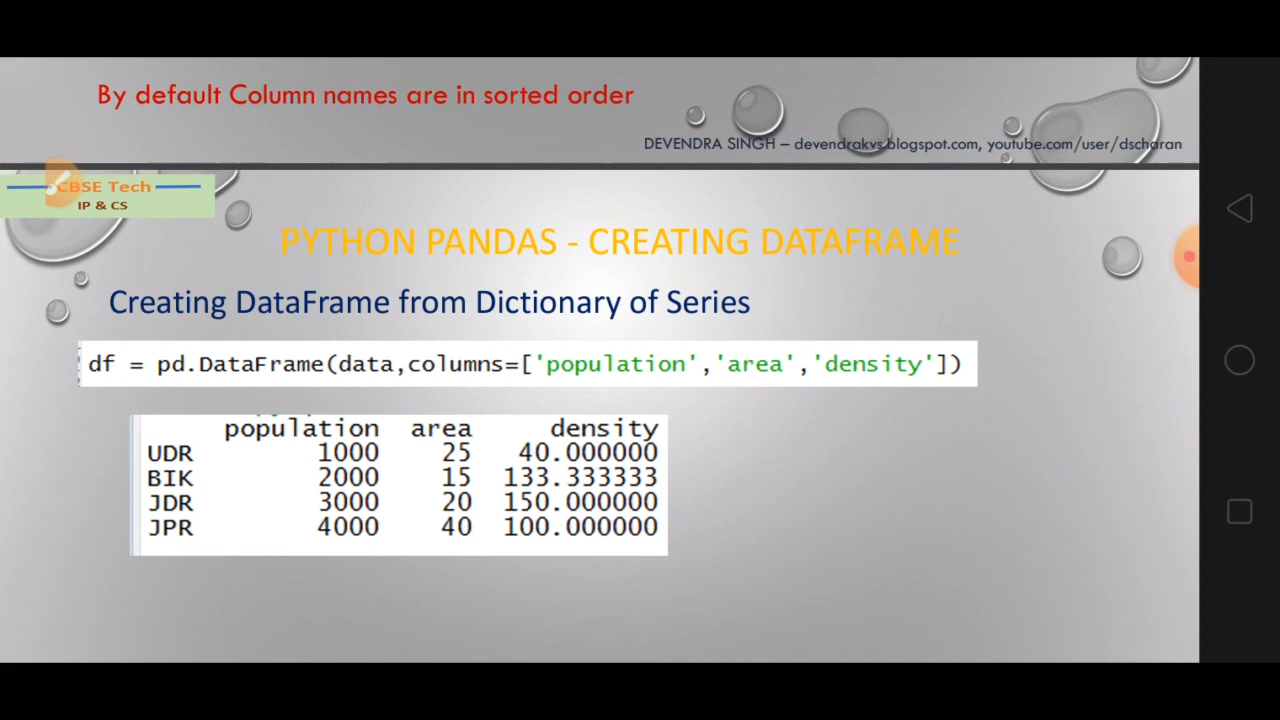 By default Column names are in sorted order
DEVENDRA SINGH – devendrakvs.blogspot.com, youtube.com/user/dscharan
CBSE Tech
IP & CS
PYTHON PANDAS - CREATING DATAFRAME
Creating DataFrame from Dictionary of Series
df = pd.DataFrame(data,columns=['population','area','density'])
population area density
UDR 1000 25 40.000000
BIK 2000 15 133.333333
JDR 3000 20 150.000000
JPR 4000 40 100.000000